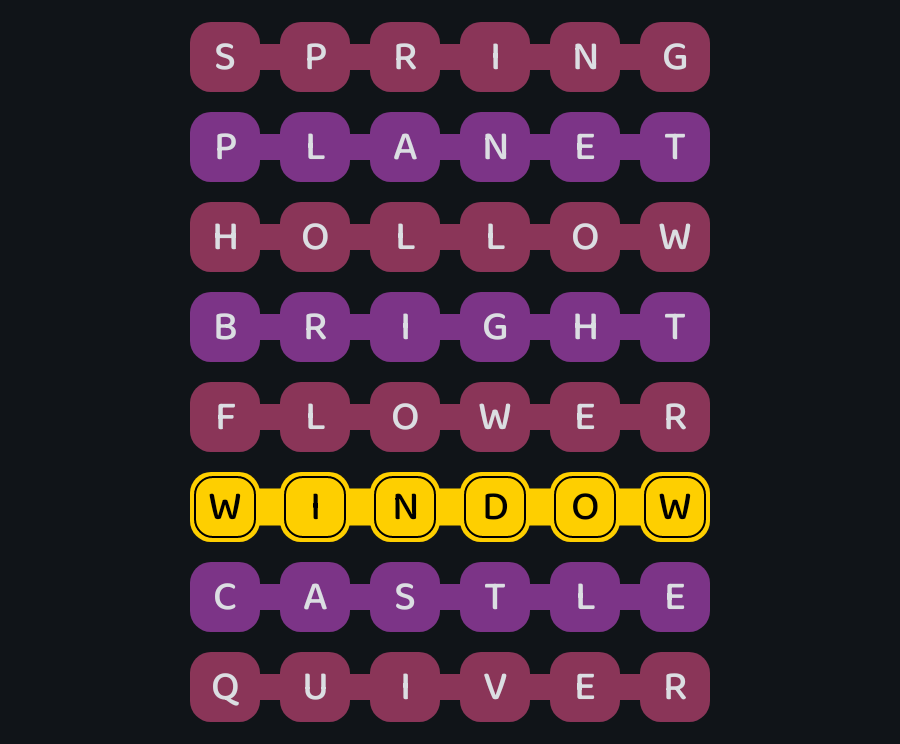 SPRING
PLANET
HOLLOW
BRIGHT
FLOWER
WINDOW
CASTLE
QUIVER